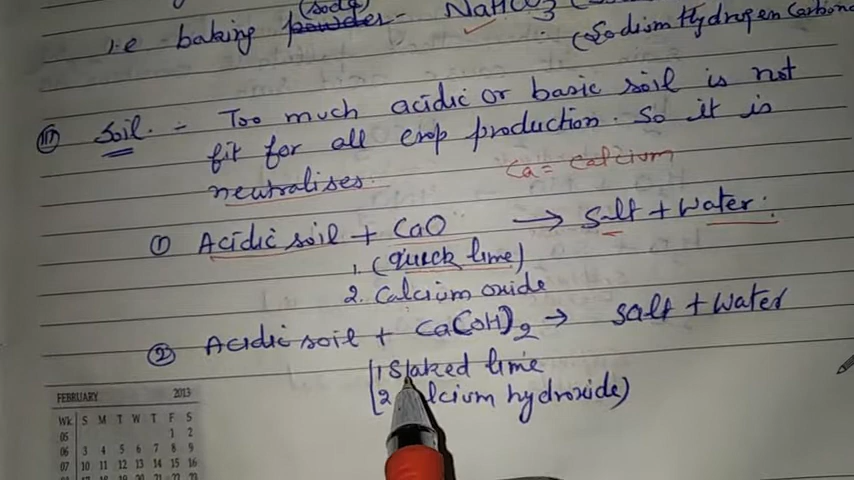 (soda)
i.e baking powder - NaHCO3
(Sodium Hydrogen Carbona
(iii) Soil. - Too much acidic or basic soil is not
fit for all crop production. So it is
neutralises.
Ca = Calcium
① Acidic soil + CaO → Salt + Water.
1. (quick lime)
2. Calcium oxide
② Acidic soil + Ca(OH)2 → Salt + Water
(1 Slaked lime
2 lcium hydroxide)
FEBRUARY 2013
Wk S M T W T F S
05 1 2
06 3 4 5 6 7 8 9
07 10 11 12 13 14 15 16